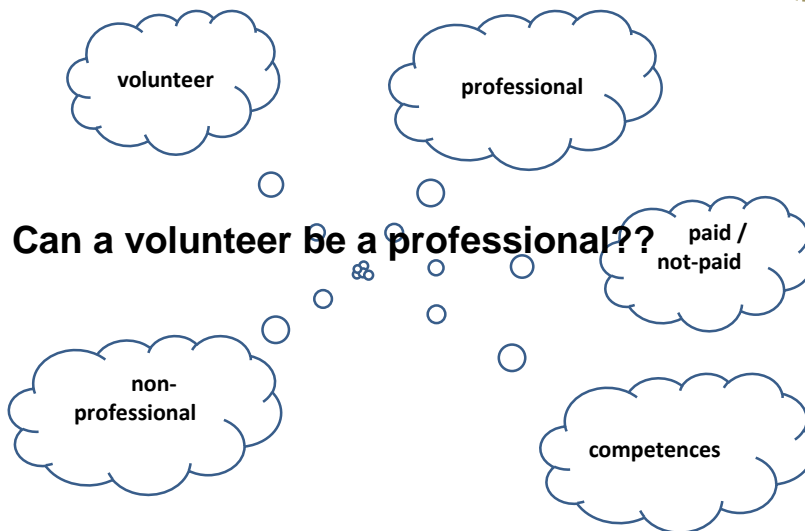 volunteer
professional
Can a volunteer be a professional??
paid /
not-paid
non-
professional
competences